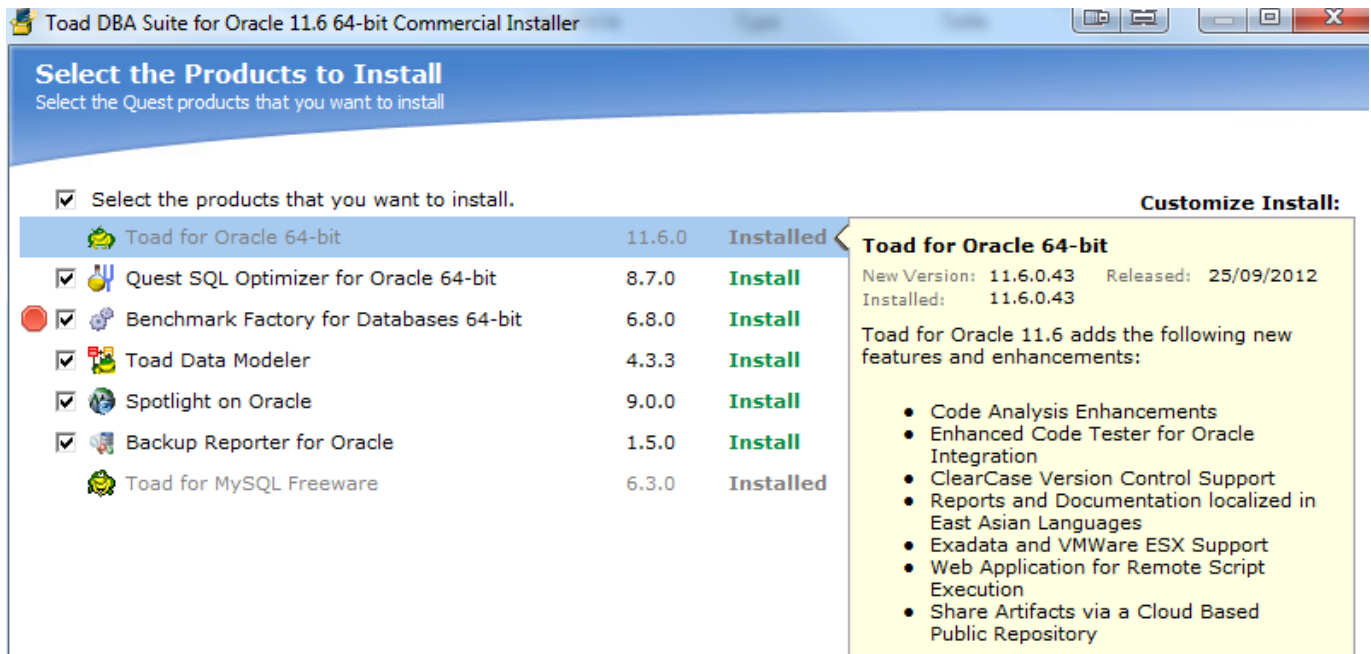 Toad DBA Suite for Oracle 11.6 64-bit Commercial Installer
Select the Products to Install
Select the Quest products that you want to install
Select the products that you want to install.
Customize Install:
Toad for Oracle 64-bit 11.6.0 Installed
Quest SQL Optimizer for Oracle 64-bit 8.7.0 Install
Benchmark Factory for Databases 64-bit 6.8.0 Install
Toad Data Modeler 4.3.3 Install
Spotlight on Oracle 9.0.0 Install
Backup Reporter for Oracle 1.5.0 Install
Toad for MySQL Freeware 6.3.0 Installed
Toad for Oracle 64-bit
New Version: 11.6.0.43 Released: 25/09/2012
Installed: 11.6.0.43
Toad for Oracle 11.6 adds the following new
features and enhancements:
• Code Analysis Enhancements
• Enhanced Code Tester for Oracle
Integration
• ClearCase Version Control Support
• Reports and Documentation localized in
East Asian Languages
• Exadata and VMWare ESX Support
• Web Application for Remote Script
Execution
• Share Artifacts via a Cloud Based
Public Repository